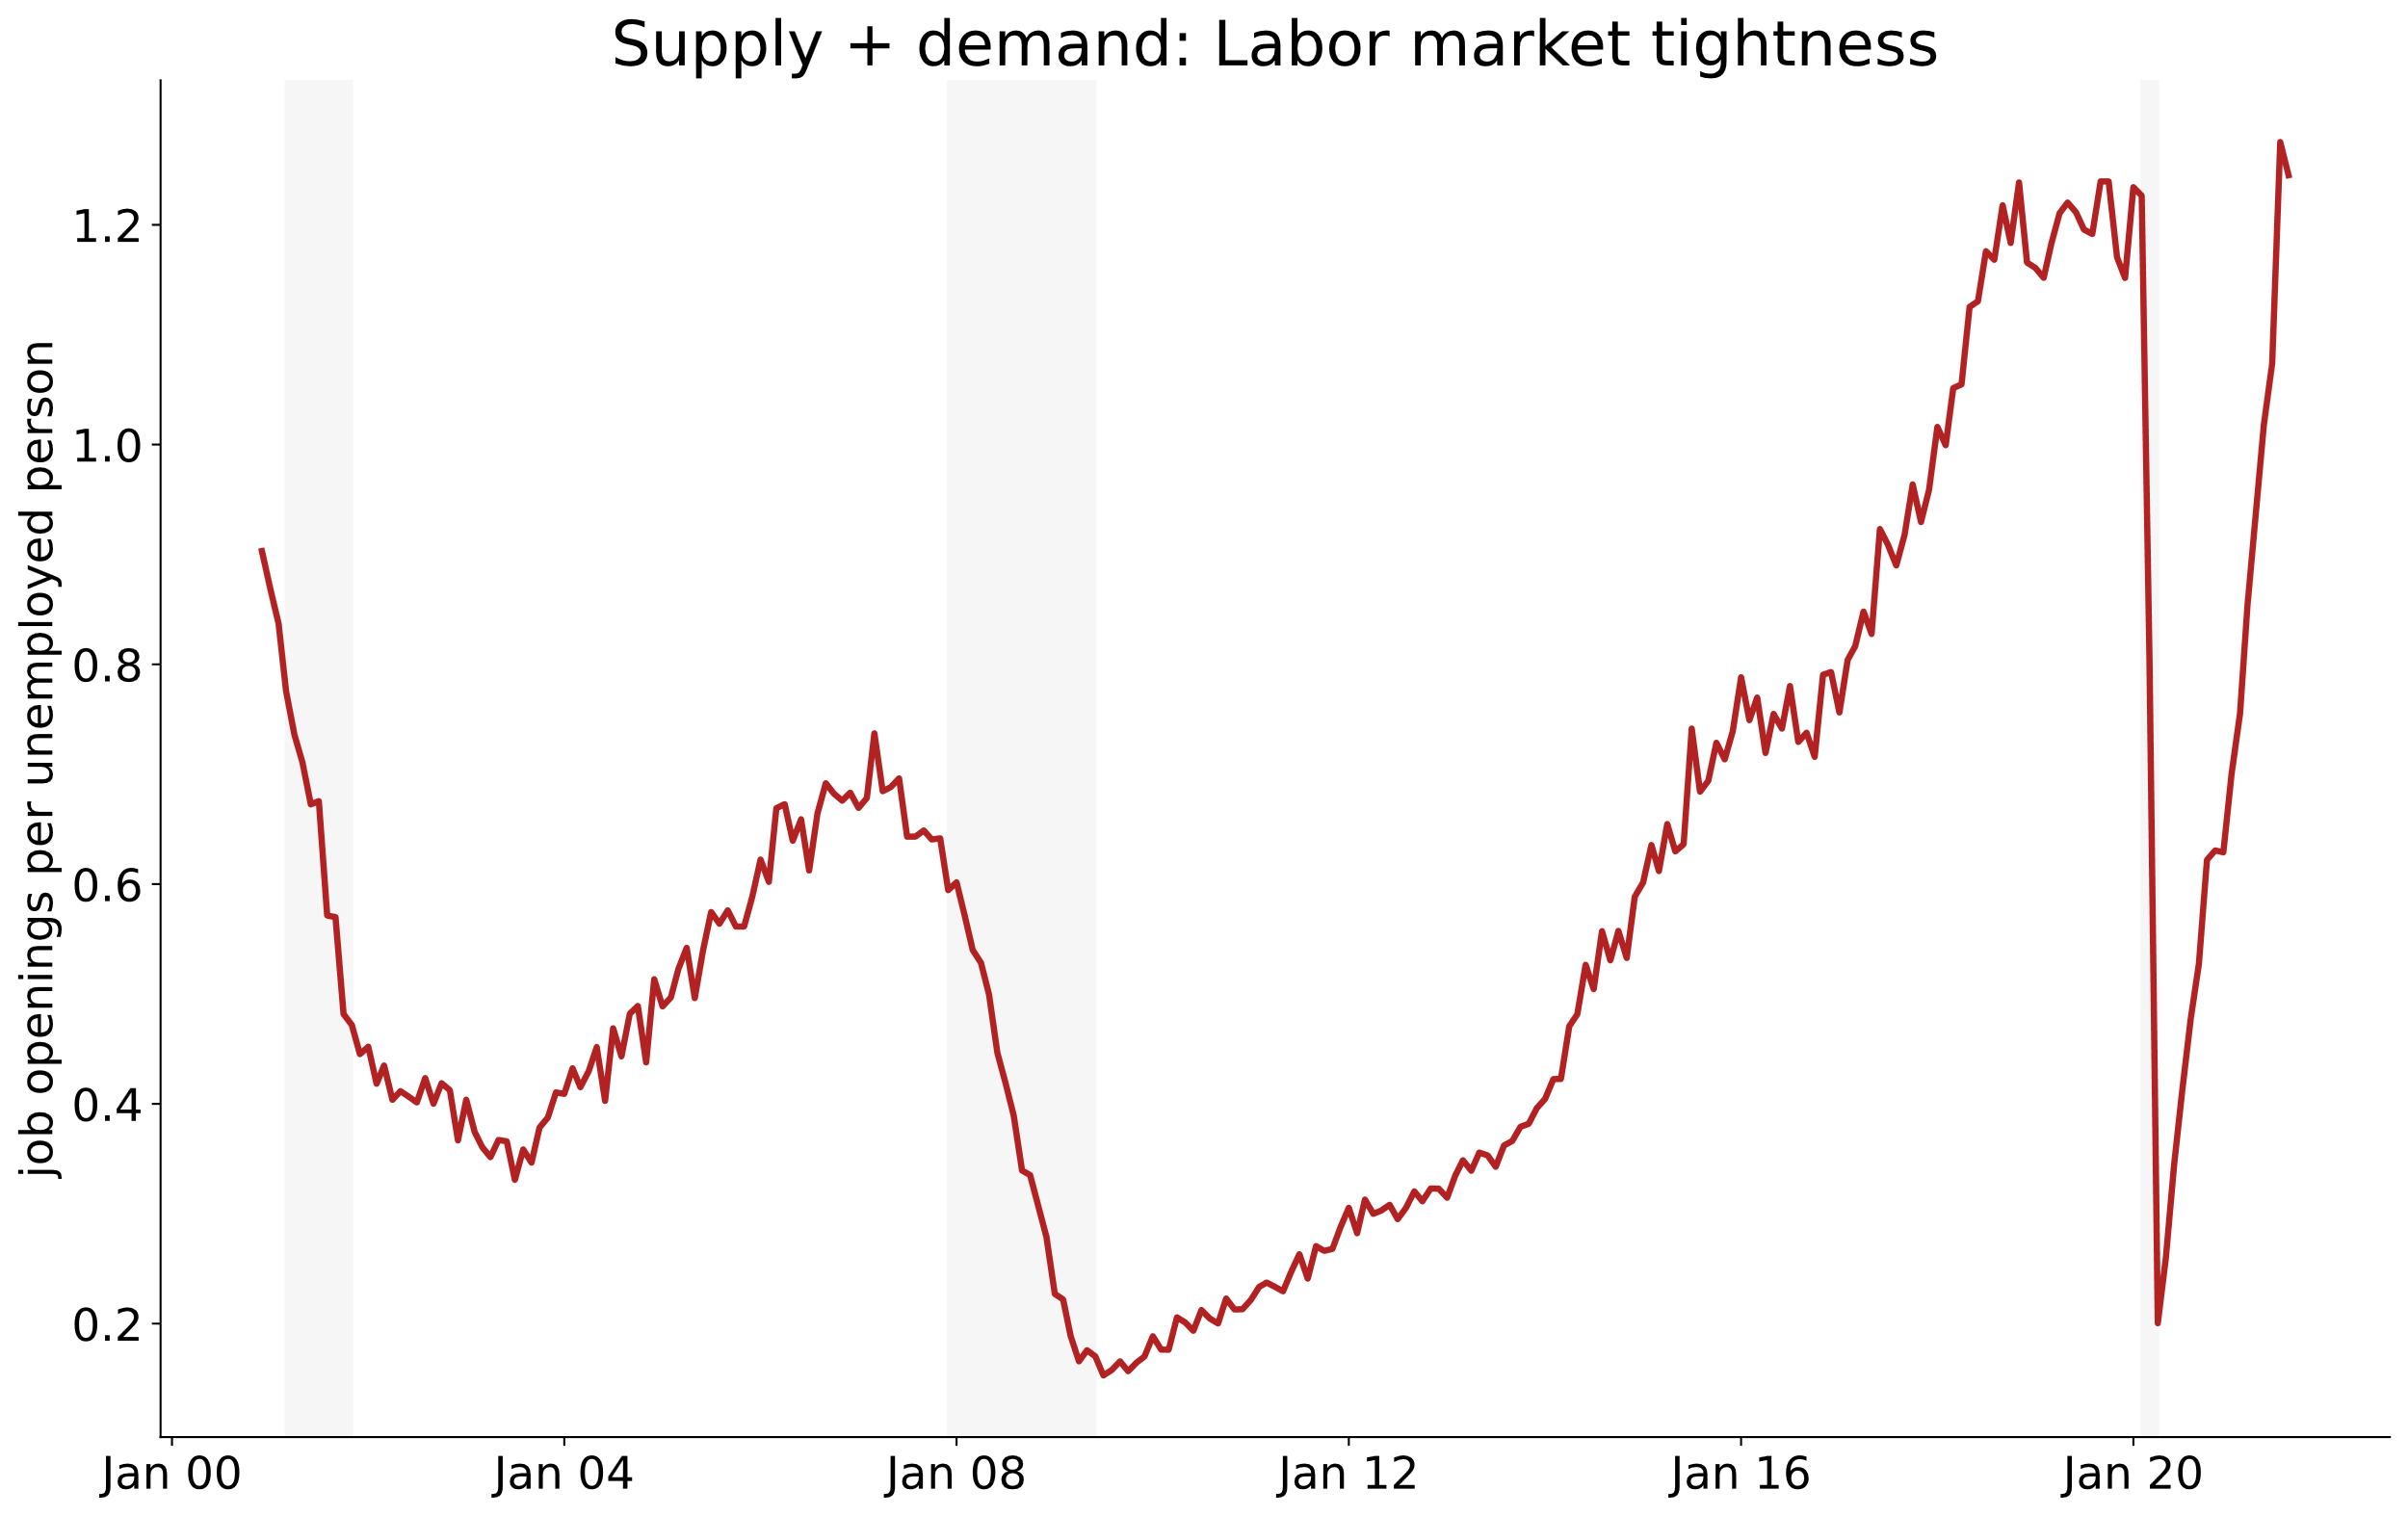 Supply + demand: Labor market tightness
job openings per unemployed person
1.2
1.0
0.8
0.6
0.4
0.2
Jan 00 Jan 04 Jan 08 Jan 12 Jan 16 Jan 20